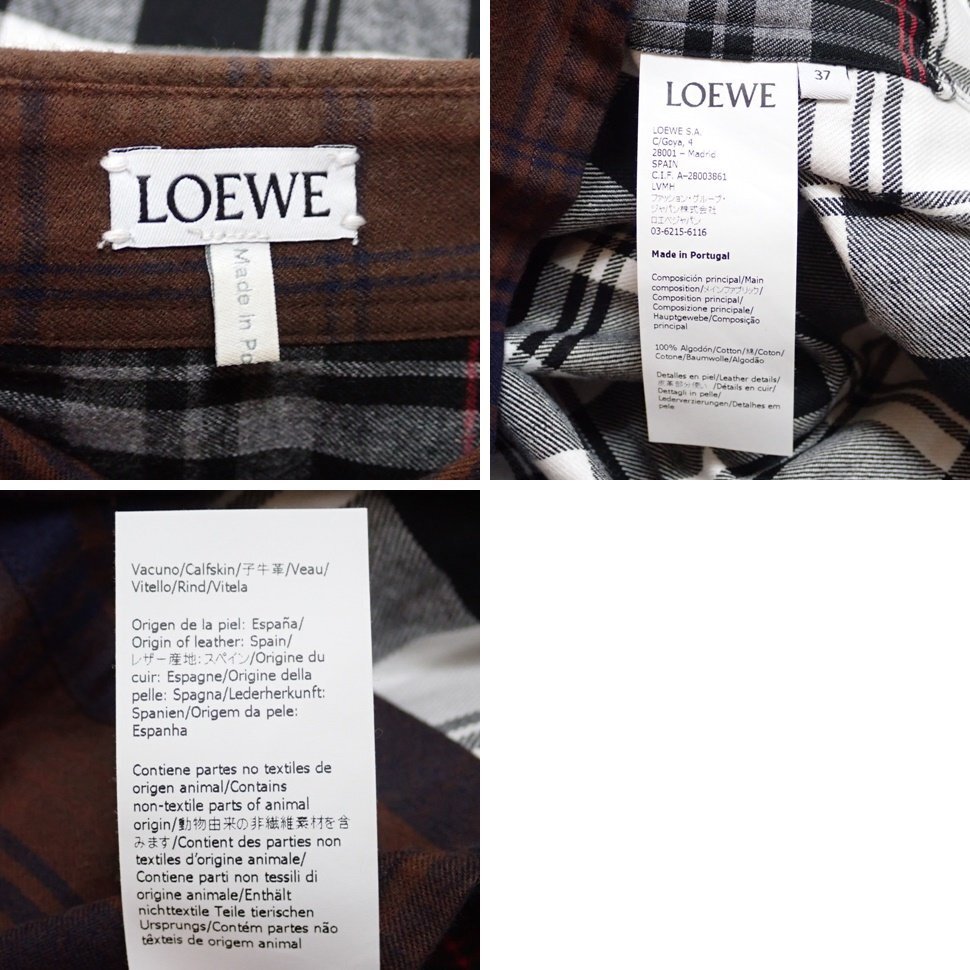 LOEWE
Made in Po
37
LOEWE
LOEWE S.A.
C/Goya, 4
28001 – Madrid
SPAIN
C.I.F. A-28003861
LVMH
ファッション・グループ・
ジャパン株式会社
ロエベジャパン
03-6215-6116
Made in Portugal
Composición principal/Main
composition/メインファブリック/
Composition principal/
Composizione principale/
Hauptgewebe/Composição
principal
100% Algodón/Cotton/綿/Coton/
Cotone/Baumwolle/Algodão
Detalles en piel/Leather details/
皮革部分使い /Détails en cuir/
Dettagli in pelle/
Lederverzierungen/Detalhes em
pele
Vacuno/Calfskin/子牛革/Veau/
Vitello/Rind/Vitela
Origen de la piel: España/
Origin of leather: Spain/
レザー産地: スペイン/Origine du
cuir: Espagne/Origine della
pelle: Spagna/Lederherkunft:
Spanien/Origem da pele:
Espanha
Contiene partes no textiles de
origen animal/Contains
non-textile parts of animal
origin/動物由来の非繊維素材を含
みます/Contient des parties non
textiles d'origine animale/
Contiene parti non tessili di
origine animale/Enthält
nichttextile Teile tierischen
Ursprungs/Contém partes não
têxteis de origem animal